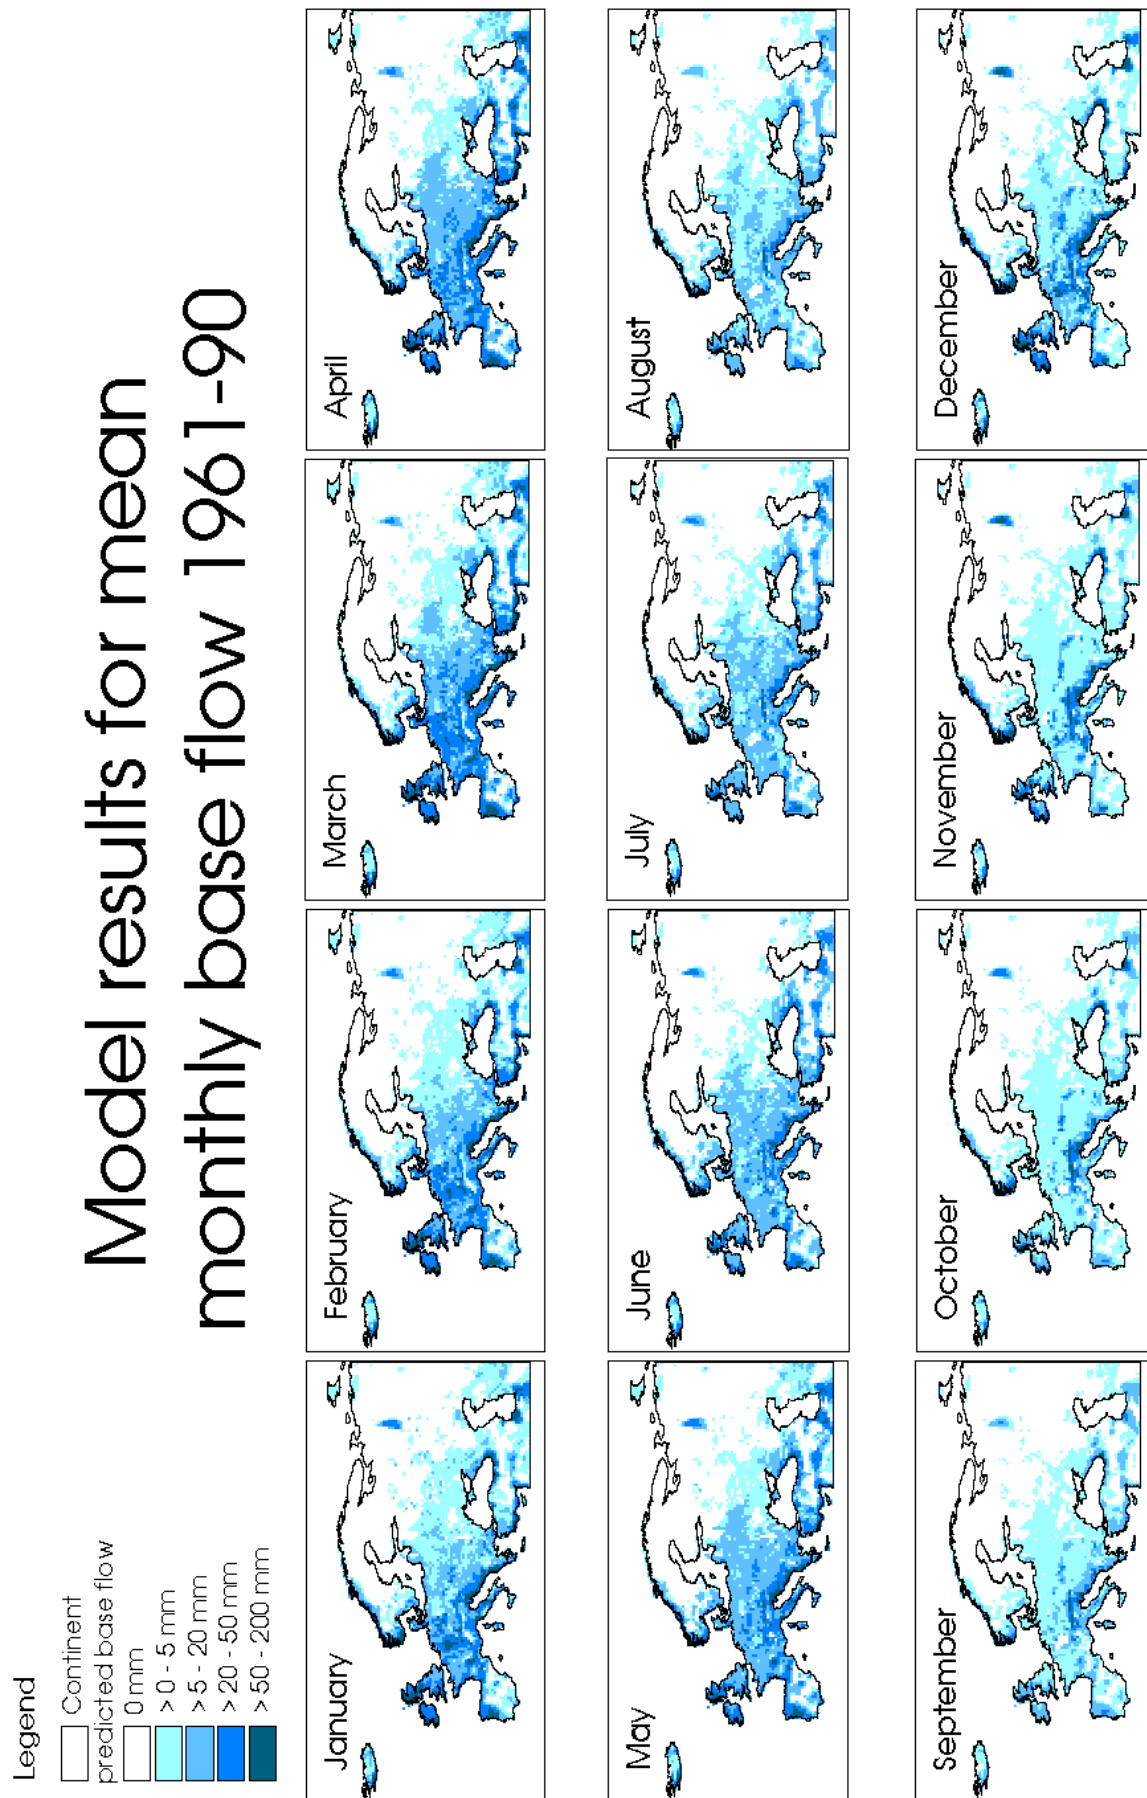 Model results for mean
monthly base flow 1961-90
Legend
Continent
predicted base flow
0 mm
> 0 - 5 mm
> 5 - 20 mm
> 20 - 50 mm
> 50 - 200 mm
January
February
March
April
May
June
July
August
September
October
November
December